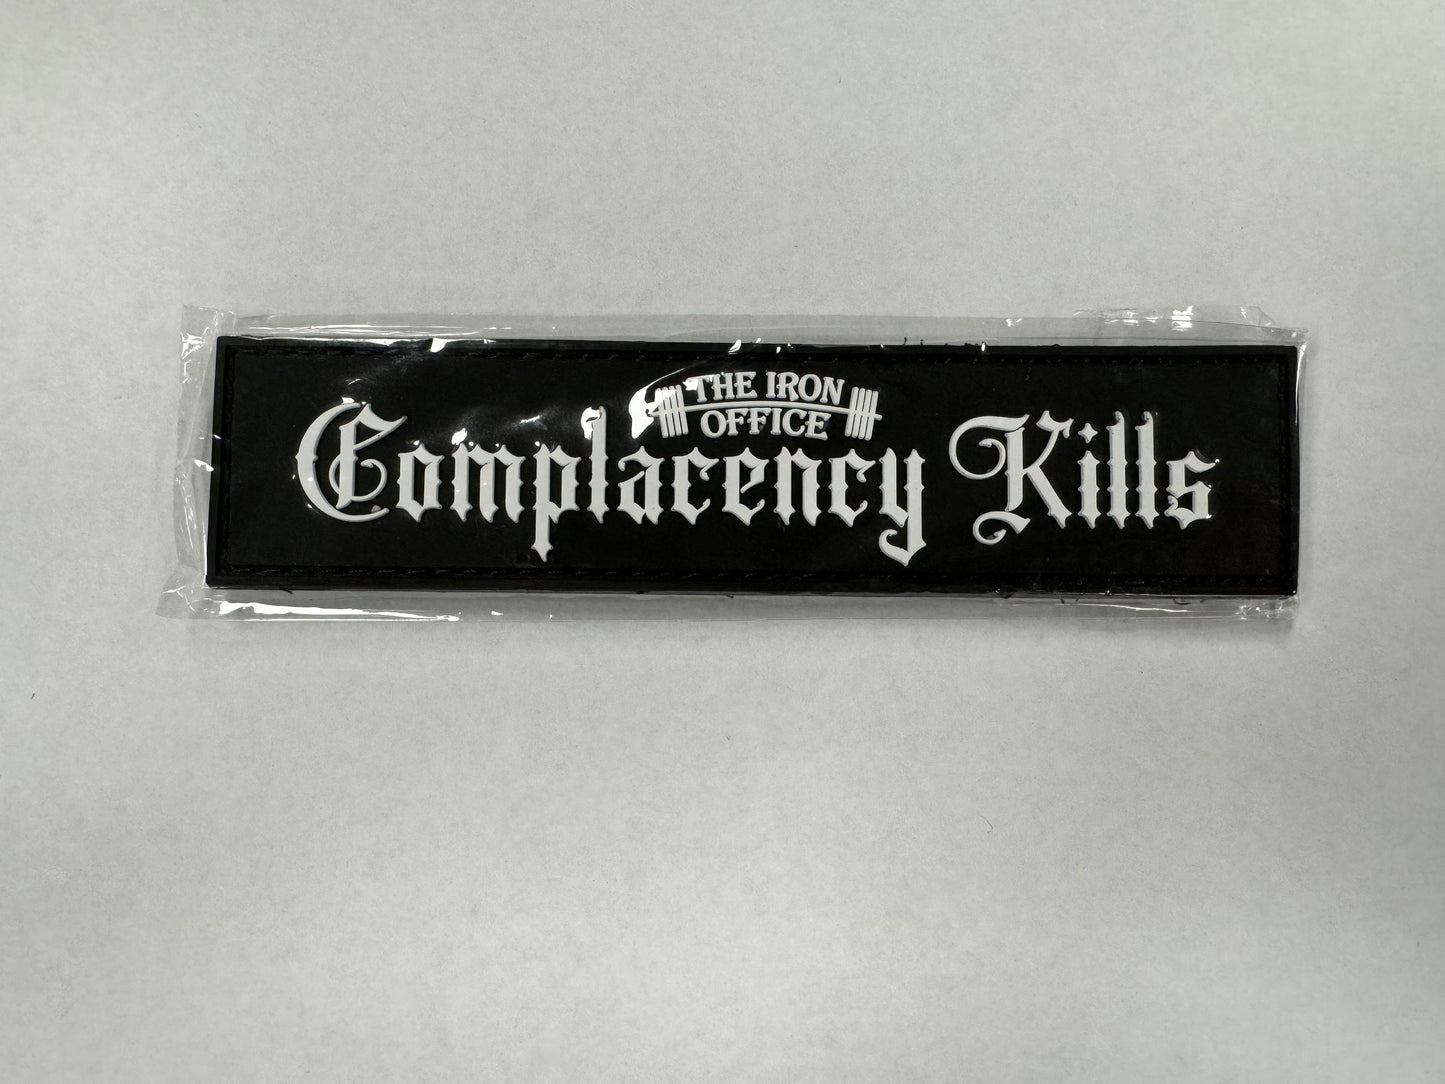 THE IRON
OFFICE
Complacency Kills